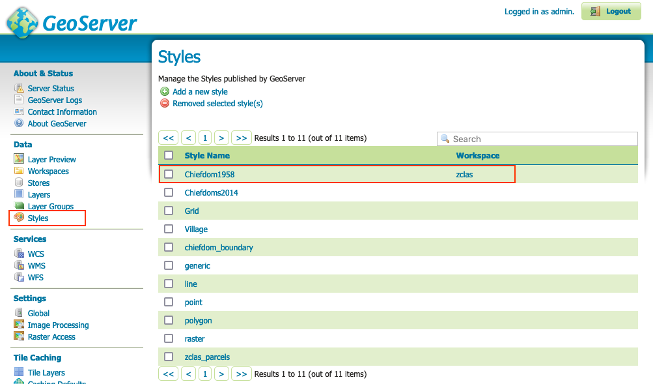 GeoServer
Logged in as admin.
Logout
About & Status
Server Status
GeoServer Logs
Contact Information
About GeoServer
Data
Layer Preview
Workspaces
Stores
Layers
Layer Groups
Styles
Services
WCS
WMS
WFS
Settings
Global
Image Processing
Raster Access
Tile Caching
Tile Layers
Caching Defaults
Styles
Manage the Styles published by GeoServer
Add a new style
Removed selected style(s)
<< < 1 > >> Results 1 to 11 (out of 11 items)
Search
Style Name Workspace
Chiefdom1958 zclas
Chiefdoms2014
Grid
Village
chiefdom_boundary
generic
line
point
polygon
raster
zclas_parcels
<< < 1 > >> Results 1 to 11 (out of 11 items)